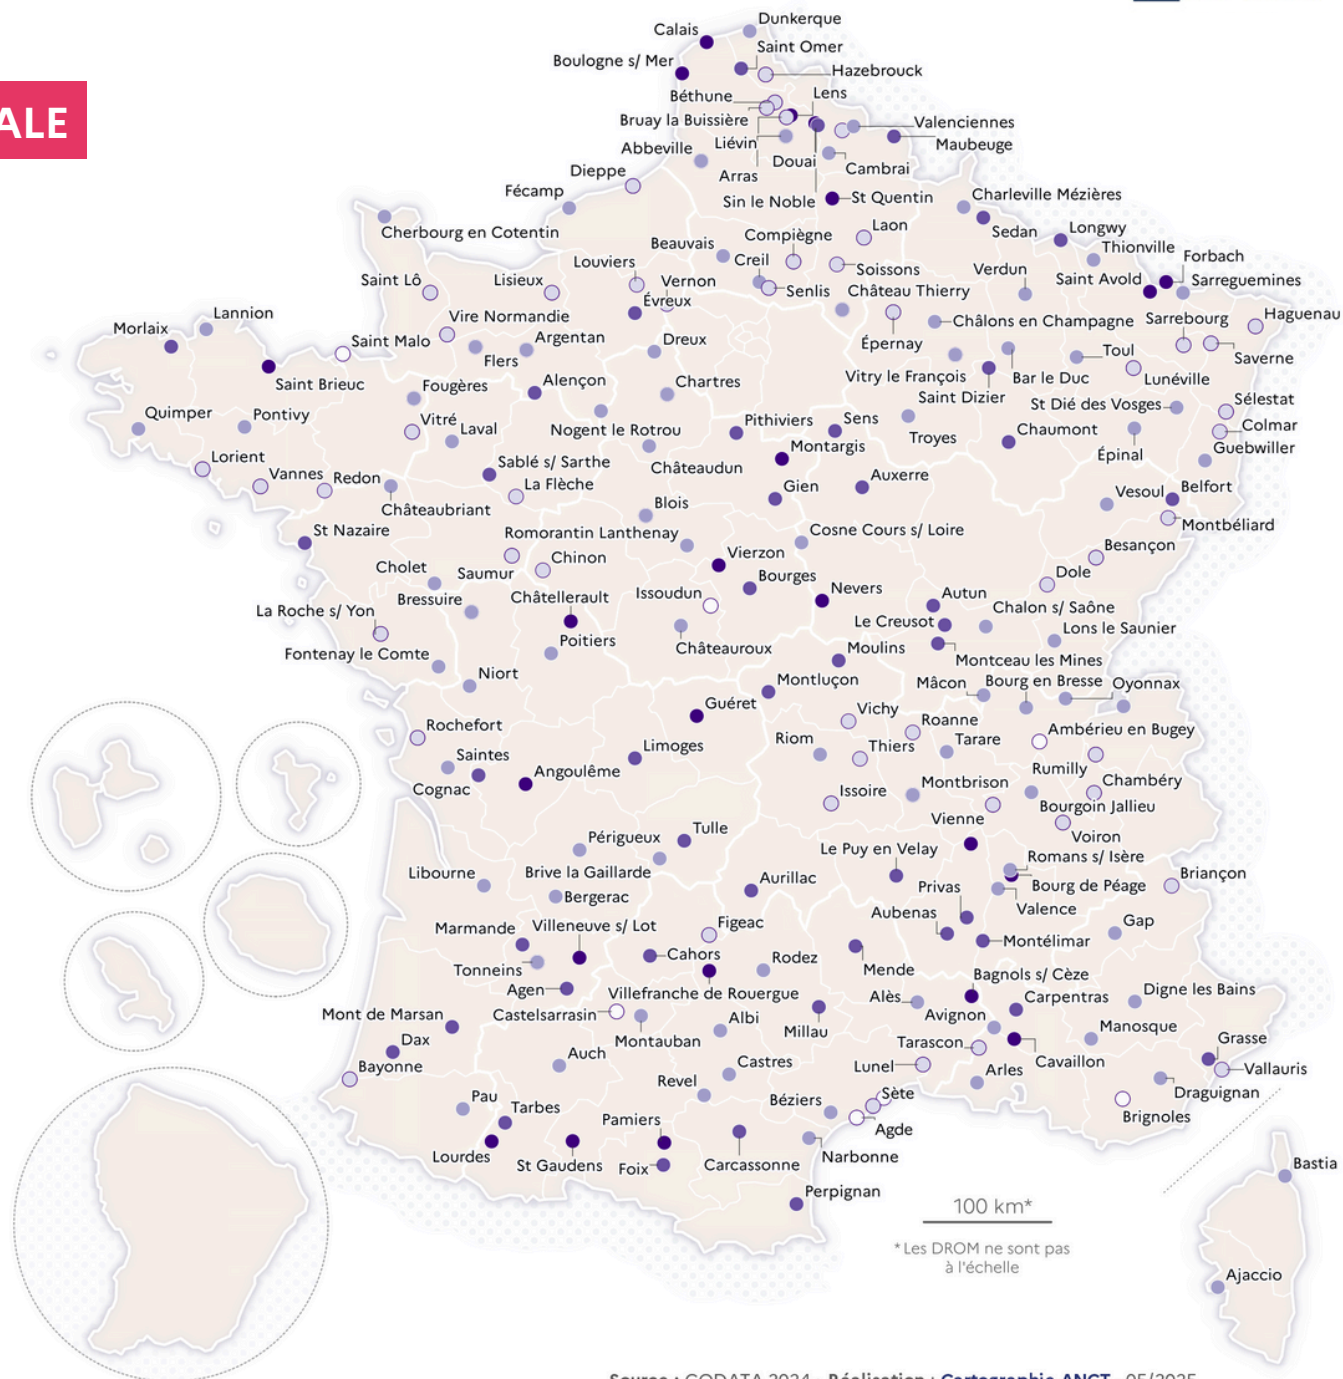 ALE
Calais
Dunkerque
Saint Omer
Boulogne s/ Mer
Hazebrouck
Béthune
Lens
Bruay la Buissière
Valenciennes
Liévin
Maubeuge
Abbeville
Douai
Cambrai
Dieppe
Arras
Fécamp
Sin le Noble
St Quentin
Charleville Mézières
Cherbourg en Cotentin
Laon
Sedan
Longwy
Beauvais
Compiègne
Thionville
Louviers
Creil
Soissons
Verdun
Saint Avold
Forbach
Saint Lô
Lisieux
Vernon
Senlis
Château Thierry
Sarreguemines
Évreux
Lannion
Vire Normandie
Châlons en Champagne
Sarrebourg
Haguenau
Morlaix
Saint Malo
Argentan
Dreux
Épernay
Toul
Saverne
Flers
Vitry le François
Bar le Duc
Lunéville
Saint Brieuc
Fougères
Alençon
Chartres
Saint Dizier
St Dié des Vosges
Sélestat
Quimper
Pontivy
Vitré
Laval
Nogent le Rotrou
Pithiviers
Sens
Troyes
Chaumont
Colmar
Montargis
Épinal
Guebwiller
Lorient
Vannes
Redon
Sablé s/ Sarthe
Châteaudun
Auxerre
La Flèche
Gien
Vesoul
Belfort
Châteaubriant
Blois
Montbéliard
St Nazaire
Romorantin Lanthenay
Cosne Cours s/ Loire
Besançon
Cholet
Saumur
Chinon
Vierzon
Dole
Bressuire
Châtellerault
Issoudun
Bourges
Nevers
Autun
La Roche s/ Yon
Chalon s/ Saône
Le Creusot
Lons le Saunier
Fontenay le Comte
Poitiers
Châteauroux
Moulins
Montceau les Mines
Niort
Montluçon
Mâcon
Bourg en Bresse
Oyonnax
Guéret
Vichy
Rochefort
Roanne
Ambérieu en Bugey
Saintes
Limoges
Riom
Thiers
Tarare
Angoulême
Rumilly
Chambéry
Cognac
Issoire
Montbrison
Bourgoin Jallieu
Vienne
Voiron
Périgueux
Tulle
Le Puy en Velay
Romans s/ Isère
Libourne
Brive la Gaillarde
Aurillac
Privas
Bourg de Péage
Briançon
Bergerac
Valence
Marmande
Villeneuve s/ Lot
Figeac
Aubenas
Gap
Montélimar
Tonneins
Cahors
Rodez
Mende
Bagnols s/ Cèze
Agen
Villefranche de Rouergue
Alès
Carpentras
Digne les Bains
Mont de Marsan
Castelsarrasin
Albi
Millau
Avignon
Dax
Montauban
Manosque
Tarascon
Grasse
Bayonne
Auch
Castres
Lunel
Cavaillon
Vallauris
Revel
Arles
Pau
Tarbes
Béziers
Sète
Draguignan
Pamiers
Agde
Brignoles
Lourdes
St Gaudens
Foix
Carcassonne
Narbonne
Bastia
Perpignan
100 km*
* Les DROM ne sont pas
à l'échelle
Ajaccio
Source : GODATA 2024 - Réalisation : Cartographie ANCT - 05/2025